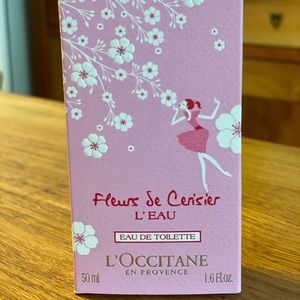 Fleurs de Cerisier
L'EAU
EAU DE TOILETTE
L'OCCITANE
EN PROVENCE
50 ml 1.6 Fl.oz.